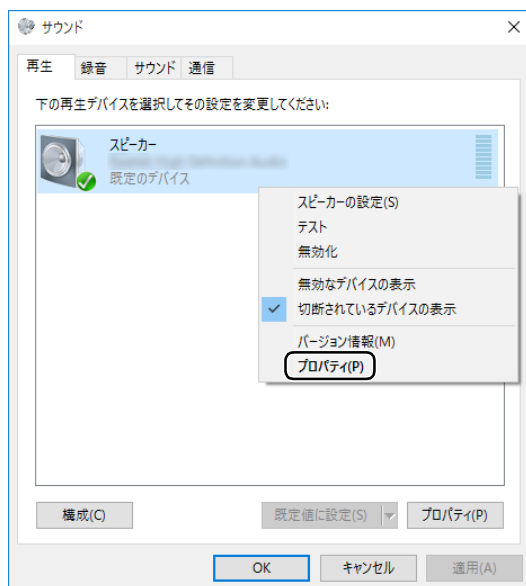 サウンド
再生 録音 サウンド 通信
下の再生デバイスを選択してその設定を変更してください:
スピーカー
既定のデバイス
スピーカーの設定(S)
テスト
無効化
無効なデバイスの表示
切断されているデバイスの表示
バージョン情報(M)
プロパティ(P)
構成(C) 既定値に設定(S) プロパティ(P)
OK キャンセル 適用(A)